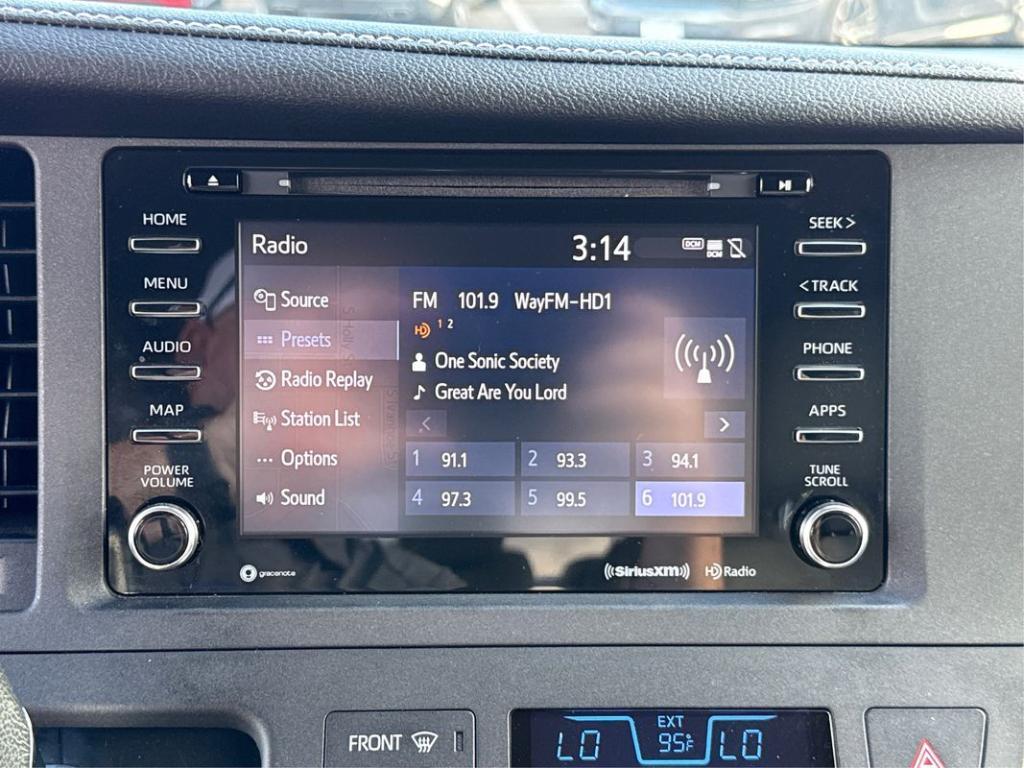 HOME
MENU
AUDIO
MAP
POWER
VOLUME
Radio 3:14 DCM DCM
Source
Presets
Radio Replay
Station List
Options
Sound
FM 101.9 WayFM-HD1
HD 1 2
One Sonic Society
Great Are You Lord
< >
1 91.1 2 93.3 3 94.1
4 97.3 5 99.5 6 101.9
SEEK >
< TRACK
PHONE
APPS
TUNE
SCROLL
gracenote SiriusXM HD Radio
FRONT
EXT
LO 95°F LO